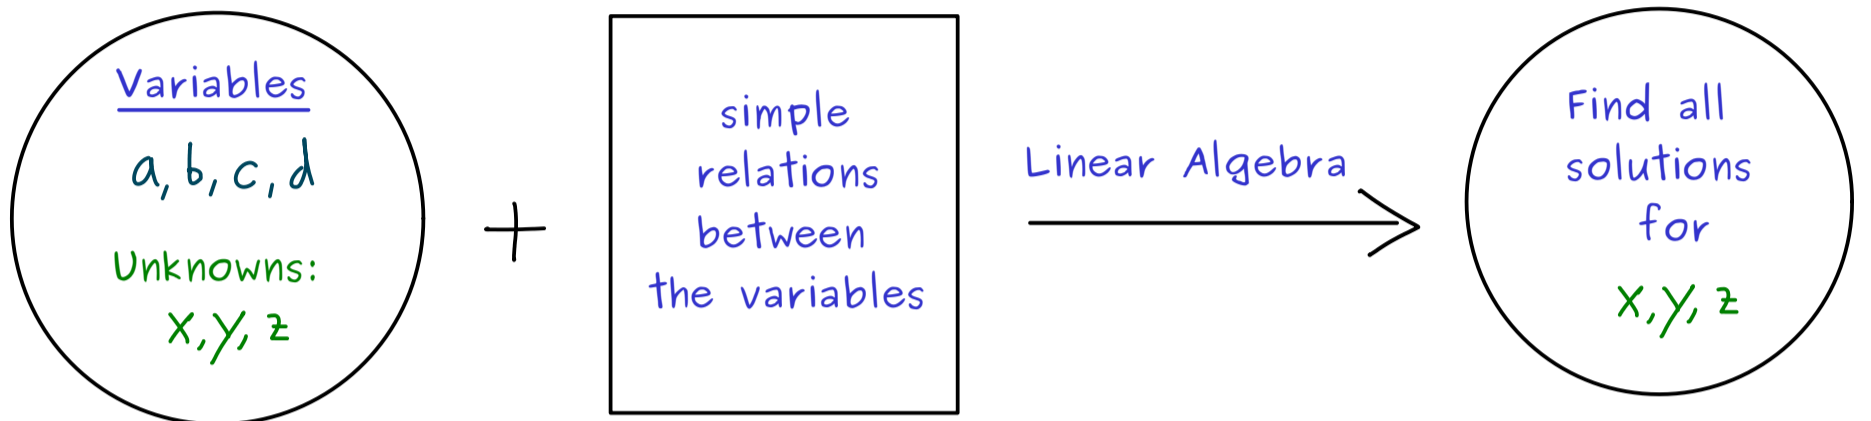 Variables
a, b, c, d
Unknowns:
x, y, z
+
simple
relations
between
the variables
Linear Algebra
Find all
solutions
for
x, y, z